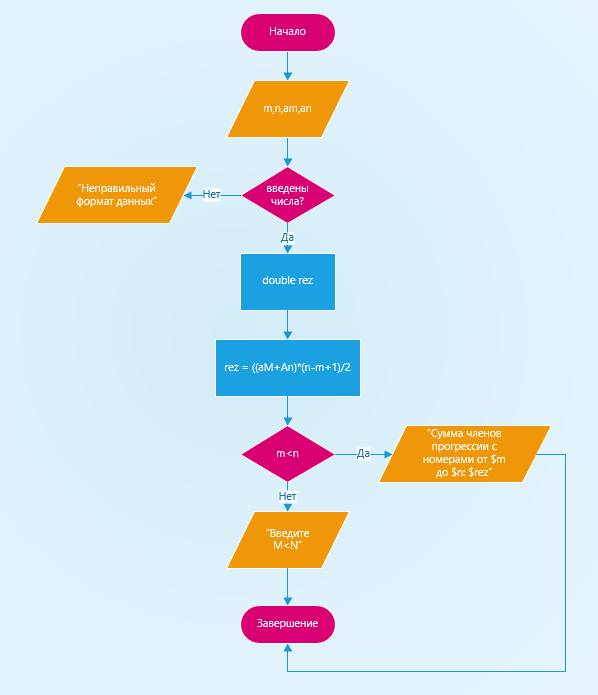 Начало
m,n,am,an
введены
числа?
Нет
"Неправильный
формат данных"
Да
double rez
rez = ((aM+An)*(n-m+1)/2
m<n
Да
"Сумма членов
прогрессии с
номерами от $m
до $n: $rez"
Нет
"Введите
M<N"
Завершение